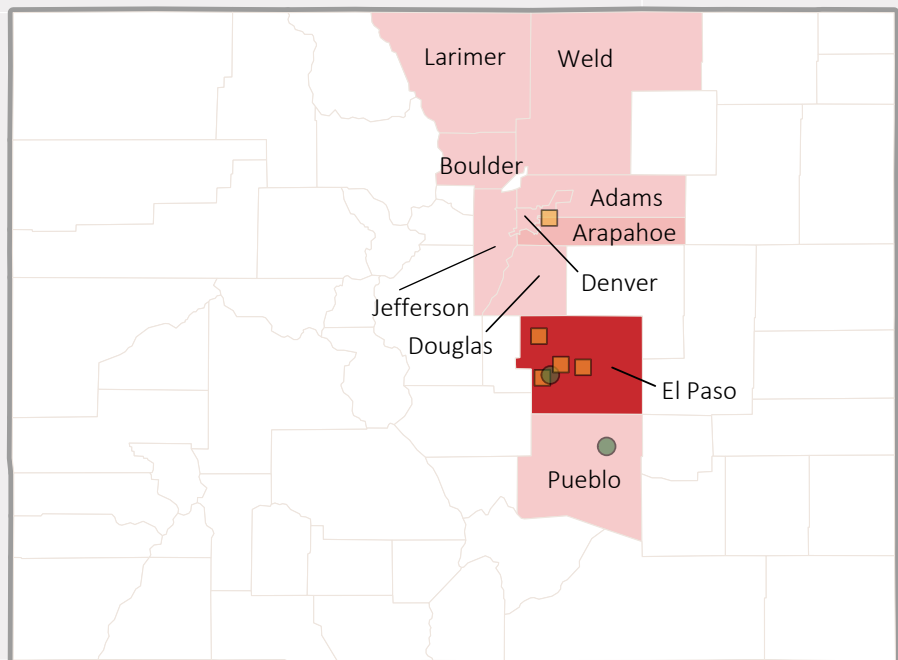 Larimer
Weld
Boulder
Adams
Arapahoe
Denver
Jefferson
Douglas
El Paso
Pueblo